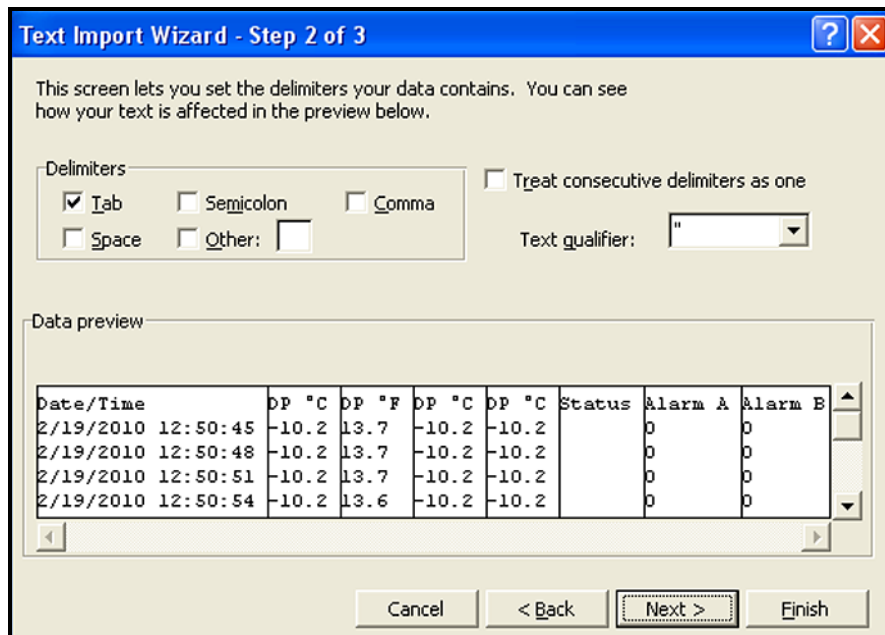 Text Import Wizard - Step 2 of 3
This screen lets you set the delimiters your data contains. You can see
how your text is affected in the preview below.
Delimiters
Tab Semicolon Comma
Space Other:
Treat consecutive delimiters as one
Text qualifier: "
Data preview
Date/Time DP °C DP °F DP °C DP °C Status Alarm A Alarm B
2/19/2010 12:50:45 -10.2 13.7 -10.2 -10.2 0 0
2/19/2010 12:50:48 -10.2 13.7 -10.2 -10.2 0 0
2/19/2010 12:50:51 -10.2 13.7 -10.2 -10.2 0 0
2/19/2010 12:50:54 -10.2 13.6 -10.2 -10.2 0 0
Cancel < Back Next > Finish